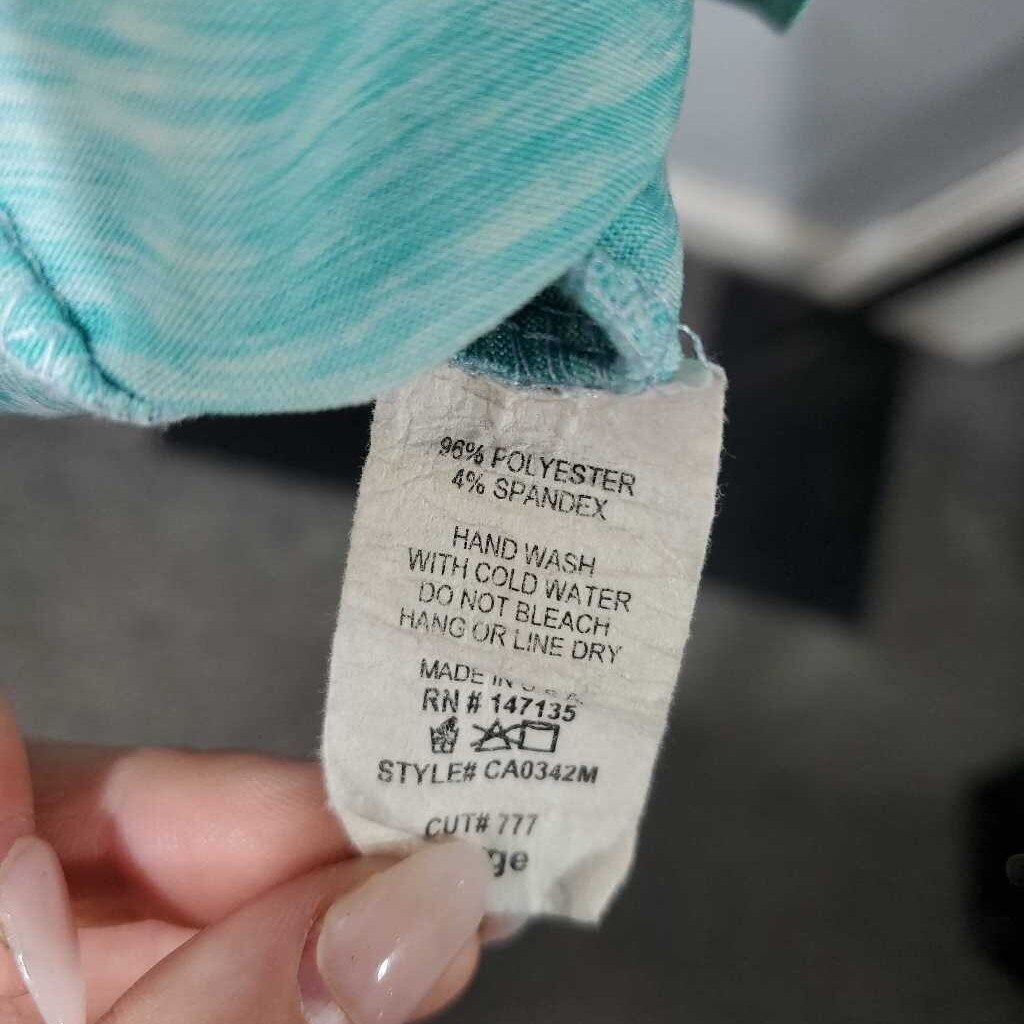 96% POLYESTER
4% SPANDEX
HAND WASH
WITH COLD WATER
DO NOT BLEACH
HANG OR LINE DRY
MADE IN
RN # 147135
STYLE# CA0342M
CUT# 777